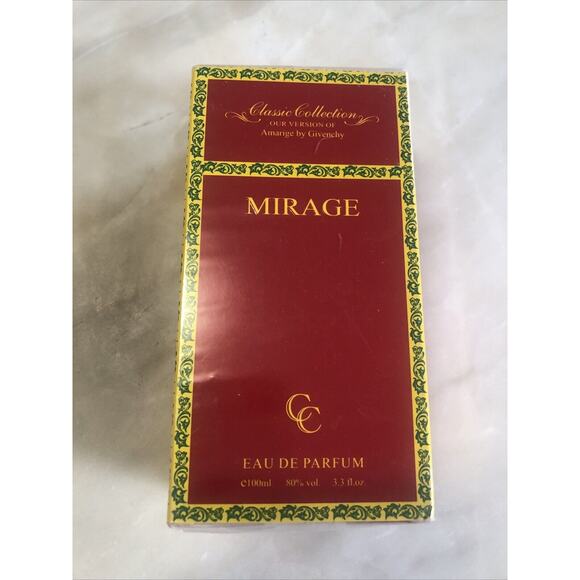 Classic Collection
OUR VERSION OF
Amarige by Givenchy
MIRAGE
CC
EAU DE PARFUM
℮100ml 80% vol. 3.3 fl.oz